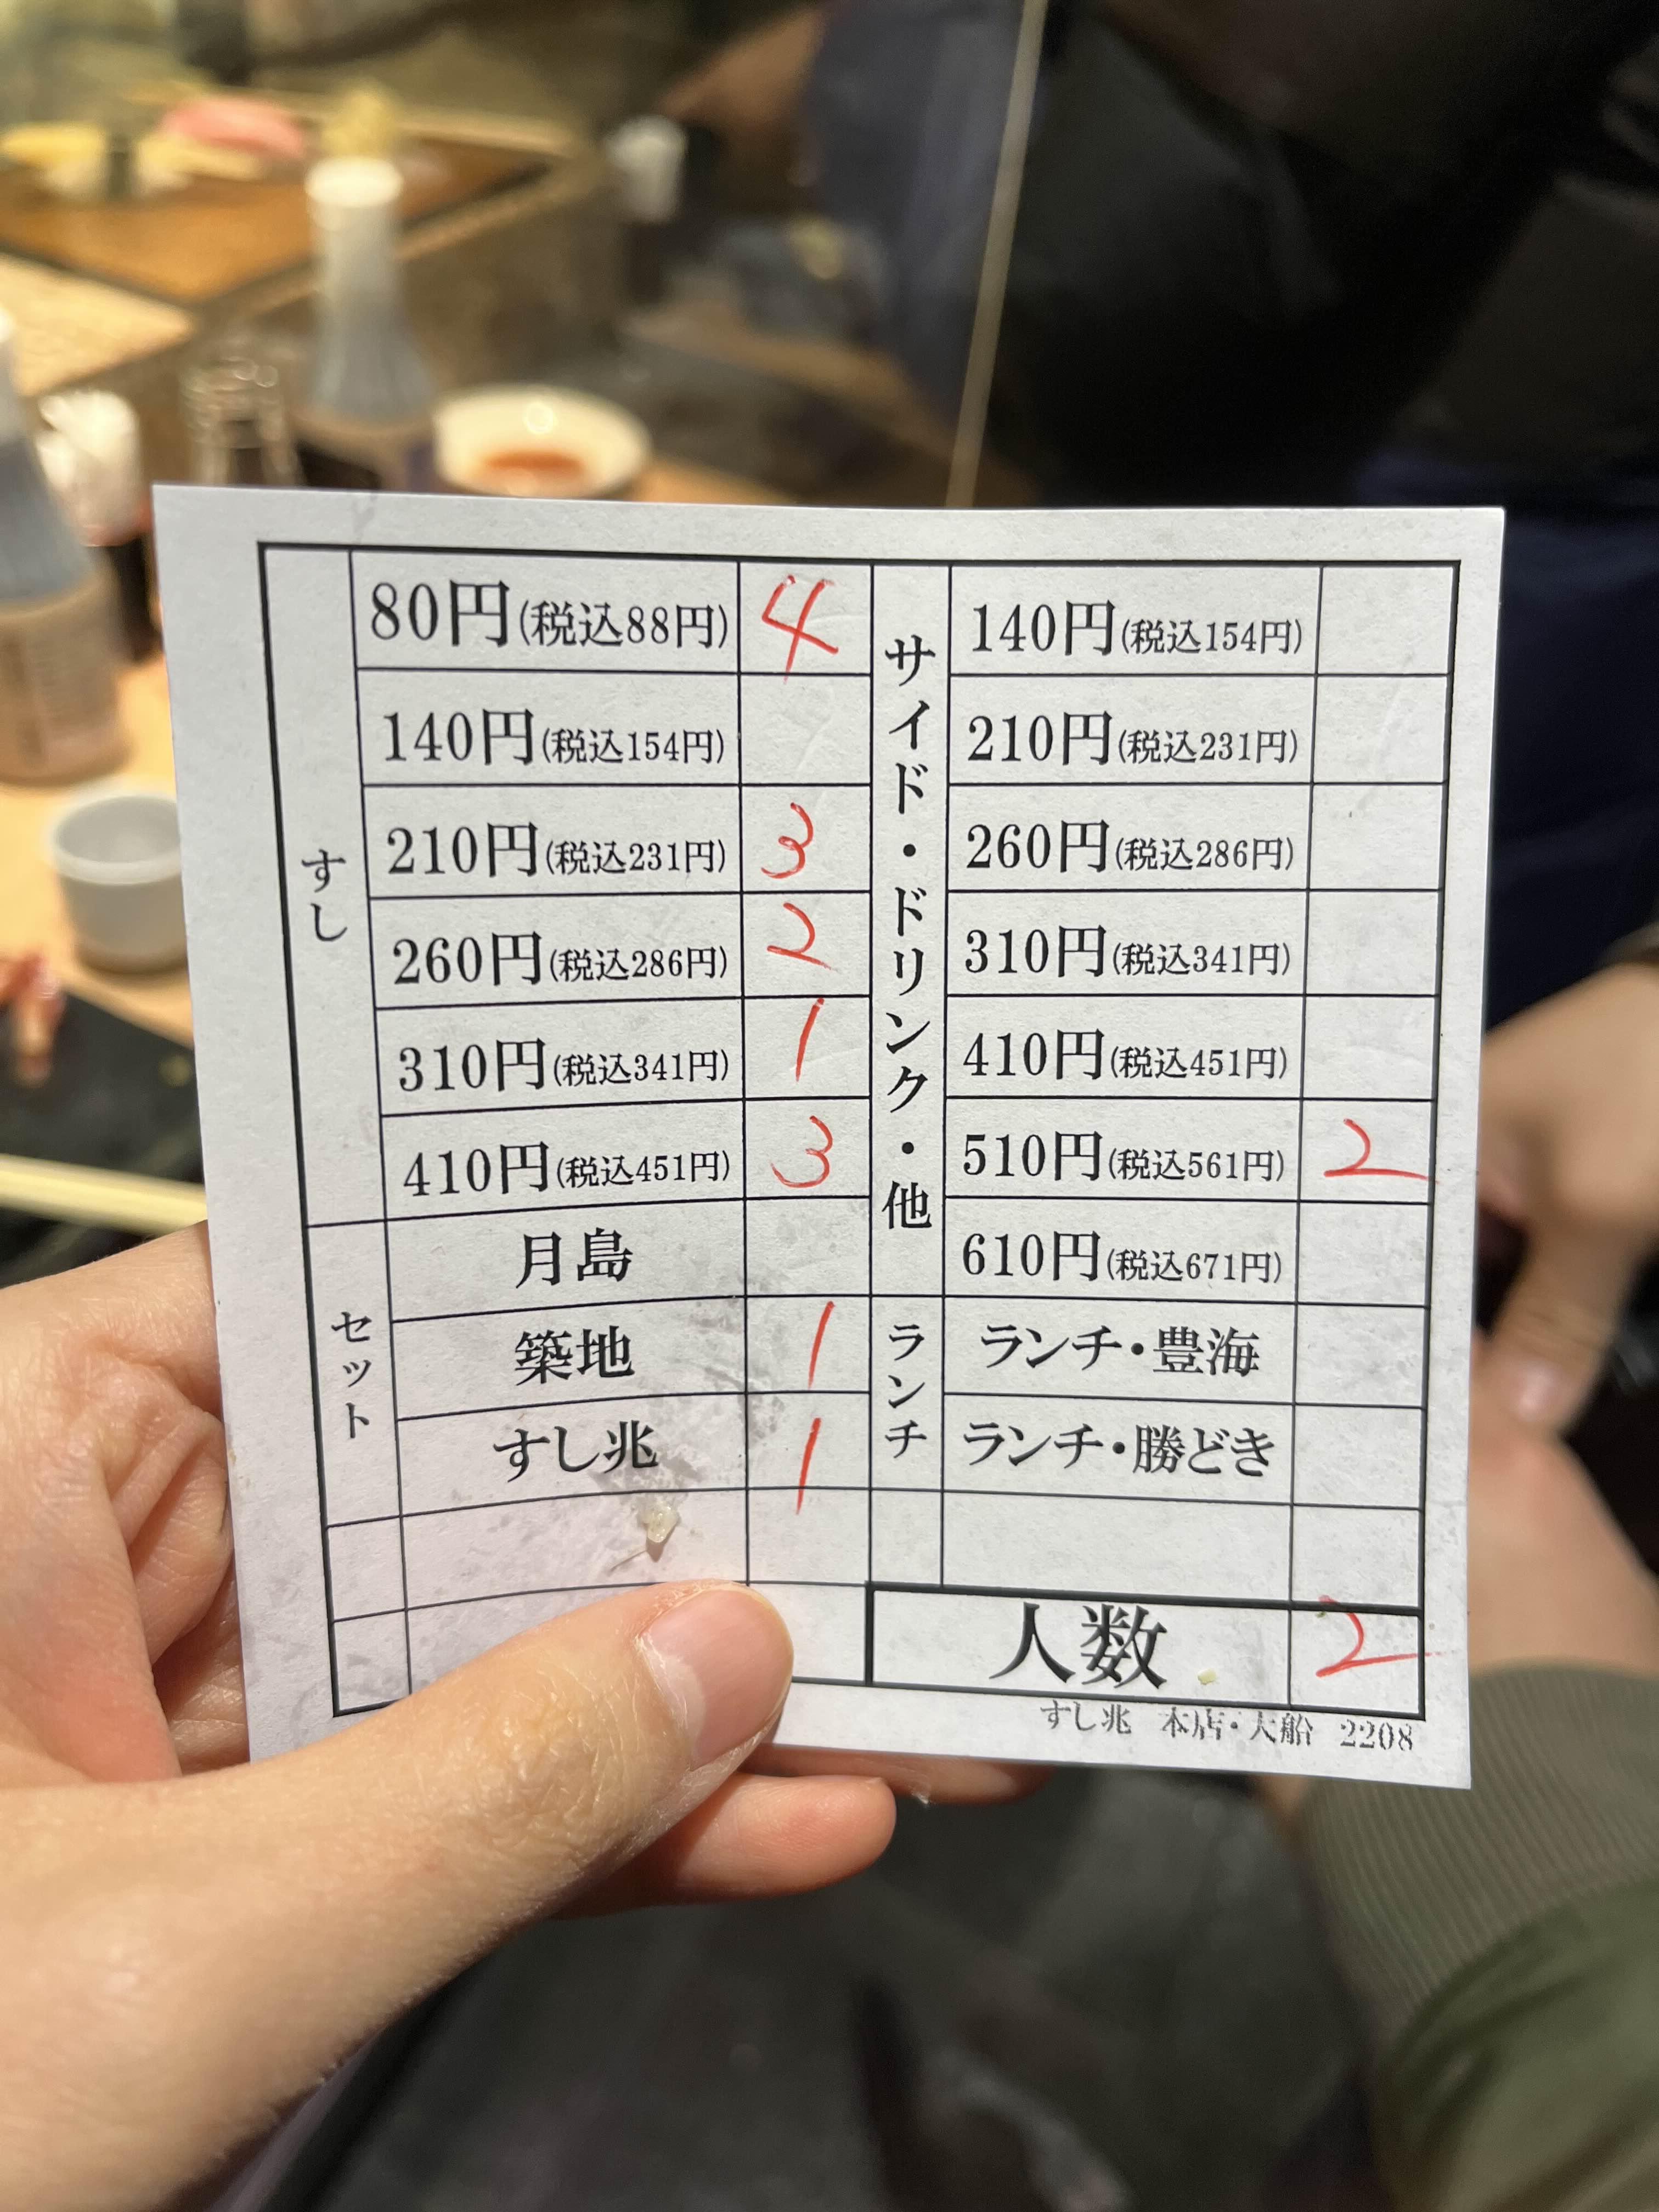 すし
80円(税込88円) 4
140円(税込154円)
210円(税込231円) 3
260円(税込286円) 2
310円(税込341円) 1
410円(税込451円) 3
セット
月島
築地 1
すし兆 1
サイド・ドリンク・他
140円(税込154円)
210円(税込231円)
260円(税込286円)
310円(税込341円)
410円(税込451円)
510円(税込561円) 2
610円(税込671円)
ランチ
ランチ・豊海
ランチ・勝どき
人数 2
すし兆 本店・大船 2208